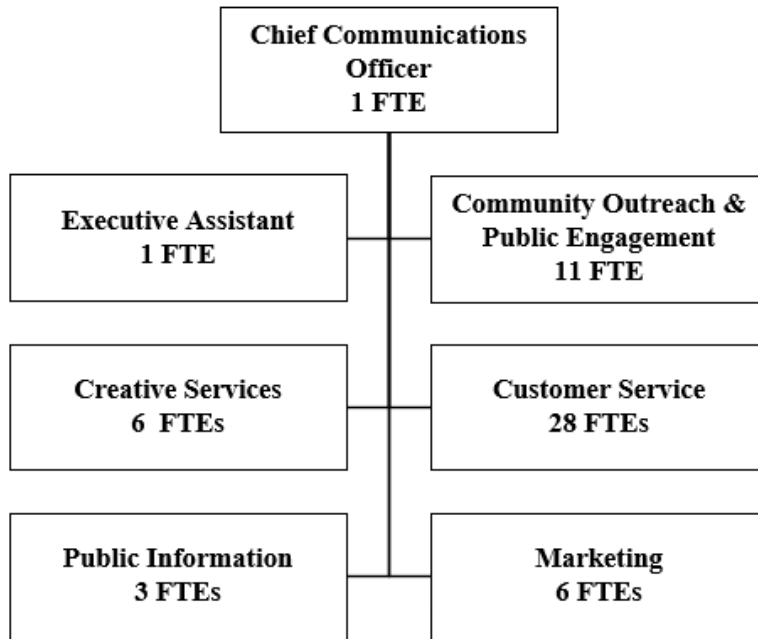 Chief Communications
Officer
1 FTE
Executive Assistant
1 FTE
Community Outreach &
Public Engagement
11 FTE
Creative Services
6 FTEs
Customer Service
28 FTEs
Public Information
3 FTEs
Marketing
6 FTEs